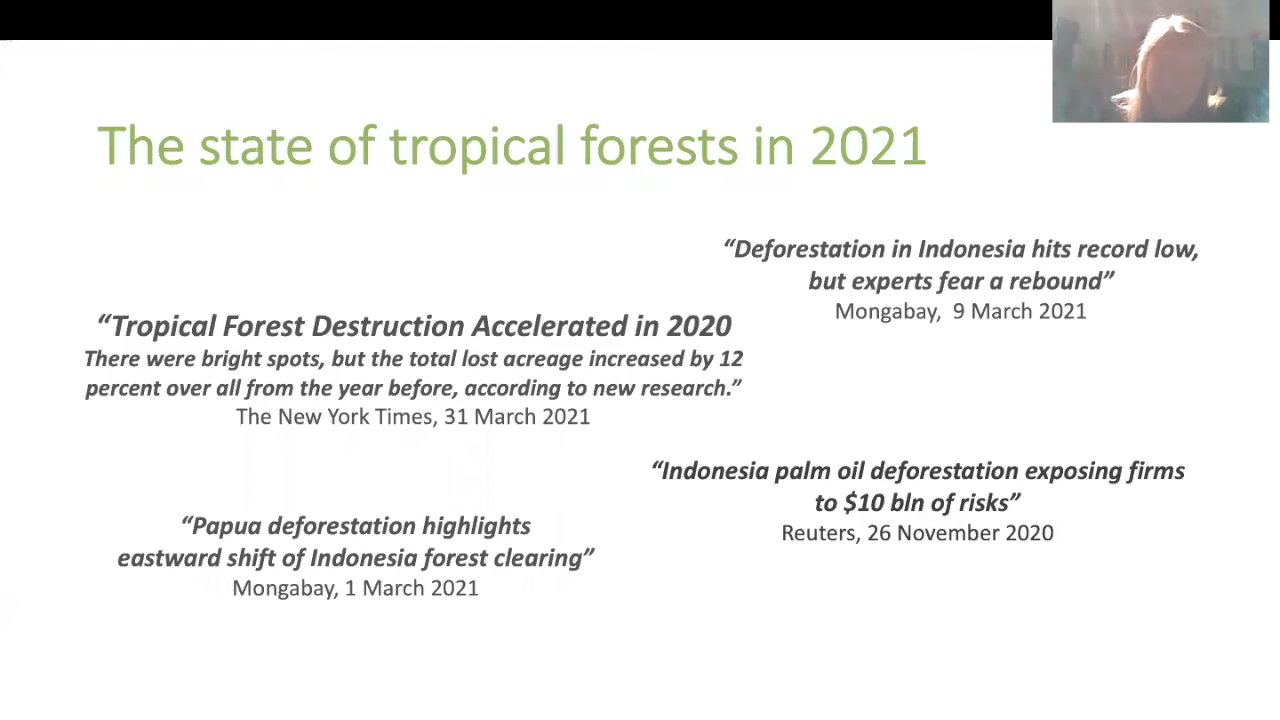 The state of tropical forests in 2021
“Deforestation in Indonesia hits record low,
but experts fear a rebound”
Mongabay, 9 March 2021
“Tropical Forest Destruction Accelerated in 2020
There were bright spots, but the total lost acreage increased by 12
percent over all from the year before, according to new research.”
The New York Times, 31 March 2021
“Indonesia palm oil deforestation exposing firms
to $10 bln of risks”
Reuters, 26 November 2020
“Papua deforestation highlights
eastward shift of Indonesia forest clearing”
Mongabay, 1 March 2021